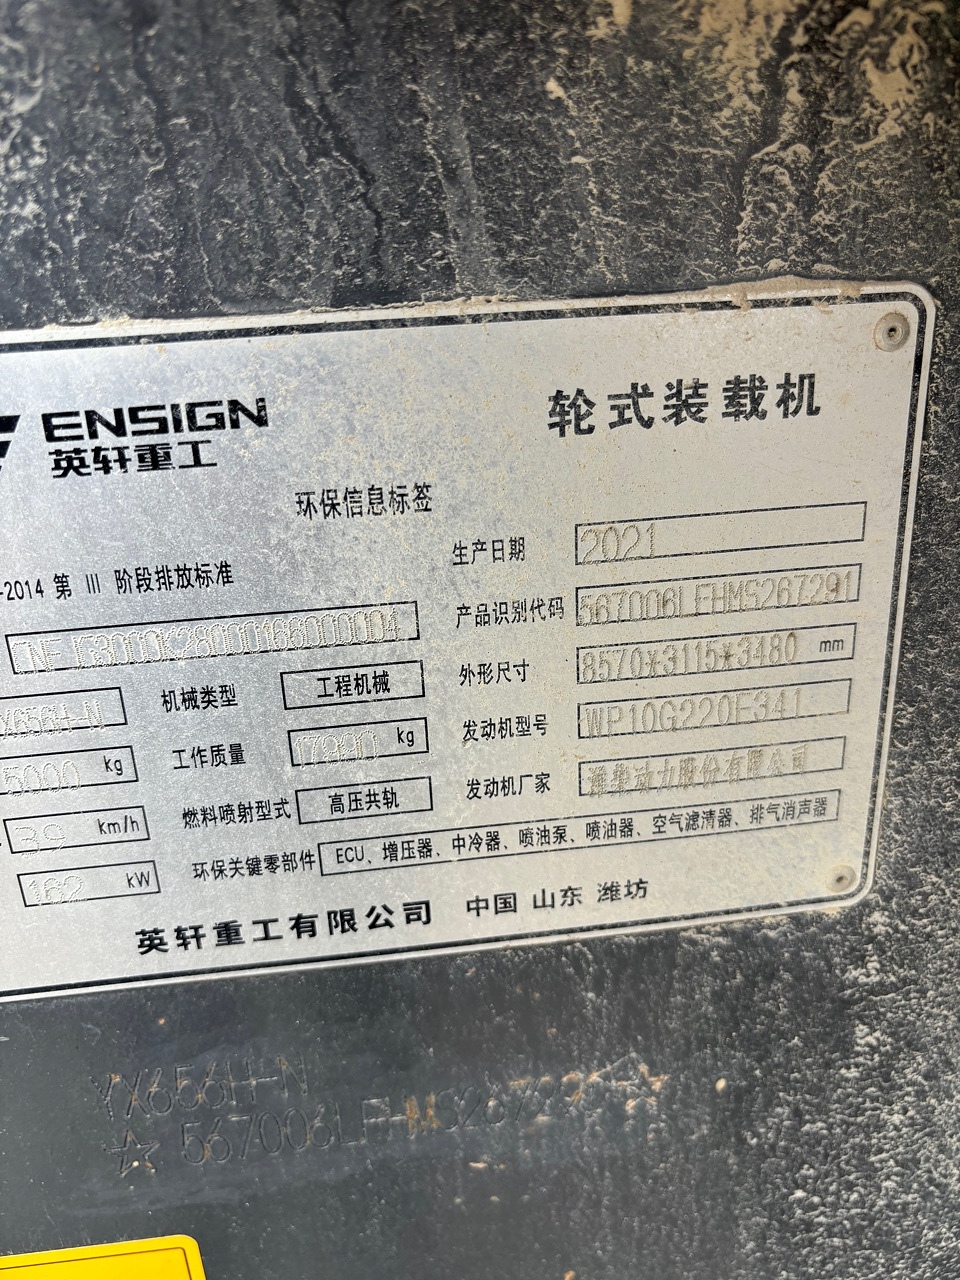 ENSIGN
英轩重工
轮式装载机
环保信息标签
-2014 第 III 阶段排放标准
生产日期 2021
产品识别代码 567006LFHMS267291
外形尺寸 8570*3115*3480 mm
X656H-N 机械类型 工程机械
发动机型号 WP10G220E341
5000 kg 工作质量 17890 kg
发动机厂家 潍柴动力股份有限公司
39 km/h 燃料喷射型式 高压共轨
162 kW 环保关键零部件 ECU、增压器、中冷器、喷油泵、喷油器、空气滤清器、排气消声器
英轩重工有限公司 中国 山东 潍坊
YX656H-N
☆567006LFHMS267291☆